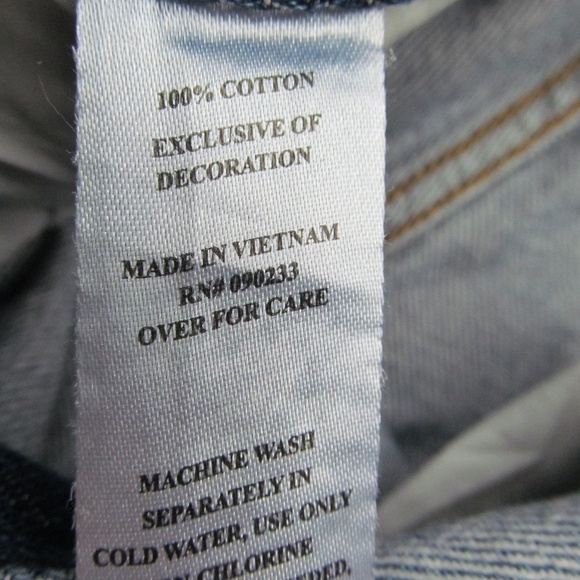 100% COTTON
EXCLUSIVE OF
DECORATION
MADE IN VIETNAM
RN# 090233
OVER FOR CARE
MACHINE WASH
SEPARATELY IN
COLD WATER, USE ONLY
CHLORINE